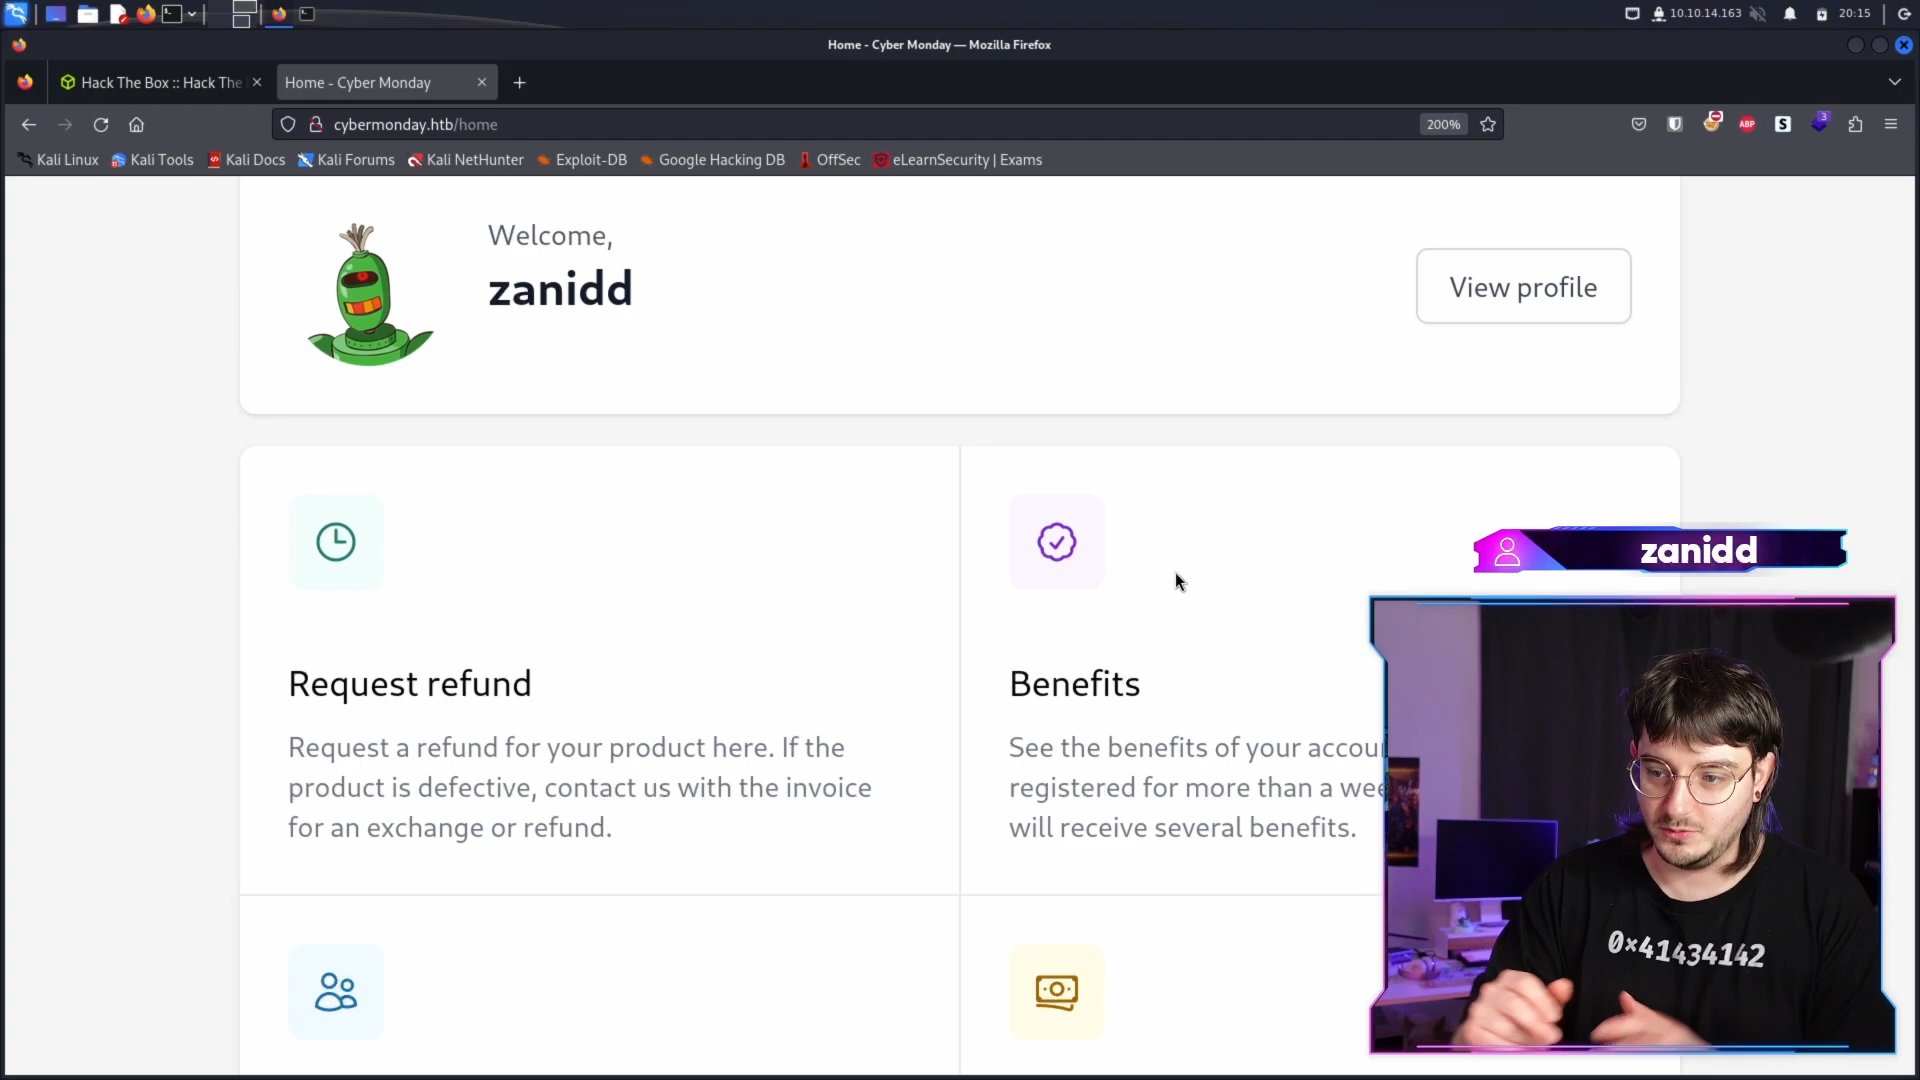 10.10.14.163
20:15
Home - Cyber Monday — Mozilla Firefox
Hack The Box :: Hack The
Home - Cyber Monday
cybermonday.htb/home
200%
ABP
S
3
Kali Linux
Kali Tools
Kali Docs
Kali Forums
Kali NetHunter
Exploit-DB
Google Hacking DB
OffSec
eLearnSecurity | Exams
Welcome,
zanidd
View profile
Request refund
Request a refund for your product here. If the
product is defective, contact us with the invoice
for an exchange or refund.
Benefits
See the benefits of your accou
registered for more than a wee
will receive several benefits.
zanidd
0x41434142